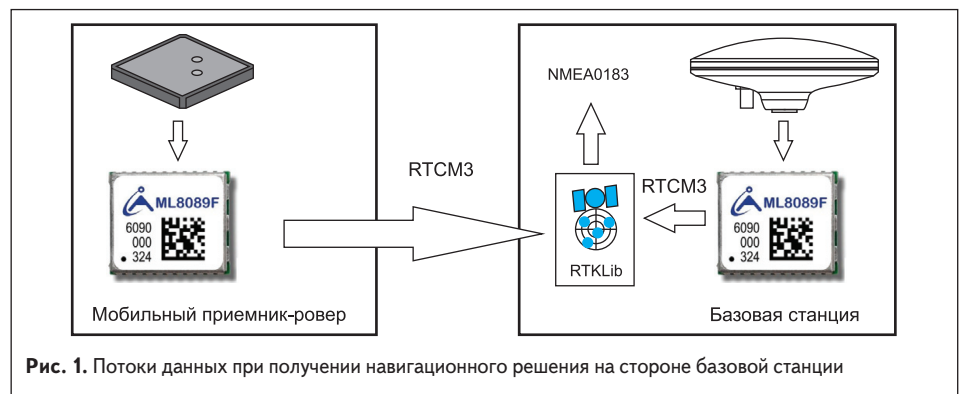 NMEA0183
RTCM3
RTCM3
ML8089F
6090
000
324
ML8089F
6090
000
324
RTKLib
Мобильный приемник-ровер
Базовая станция
Рис. 1. Потоки данных при получении навигационного решения на стороне базовой станции